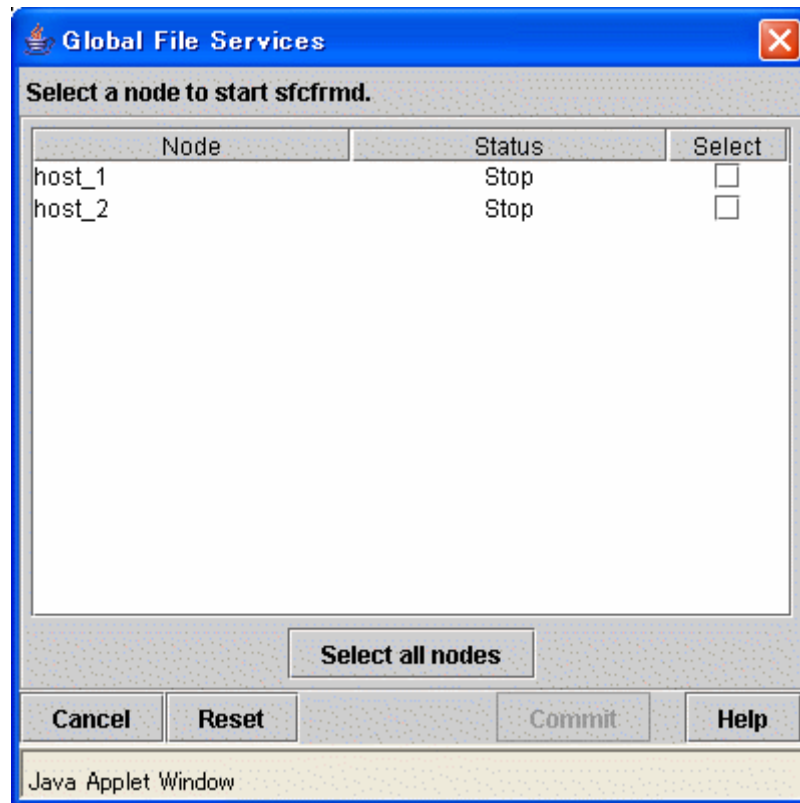 Global File Services
Select a node to start sfcfrmd.
Node Status Select
host_1 Stop
host_2 Stop
Select all nodes
Cancel Reset Commit Help
Java Applet Window